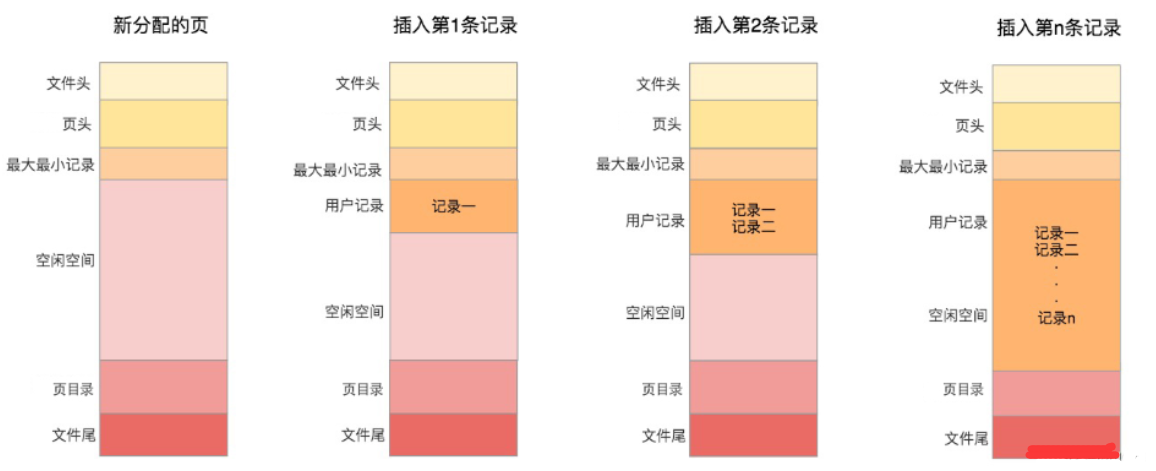 新分配的页
插入第1条记录
插入第2条记录
插入第n条记录
文件头
页头
最大最小记录
空闲空间
页目录
文件尾
文件头
页头
最大最小记录
用户记录
记录一
空闲空间
页目录
文件尾
文件头
页头
最大最小记录
用户记录
记录一
记录二
空闲空间
页目录
文件尾
文件头
页头
最大最小记录
用户记录
记录一
记录二
.
.
.
记录n
空闲空间
页目录
文件尾